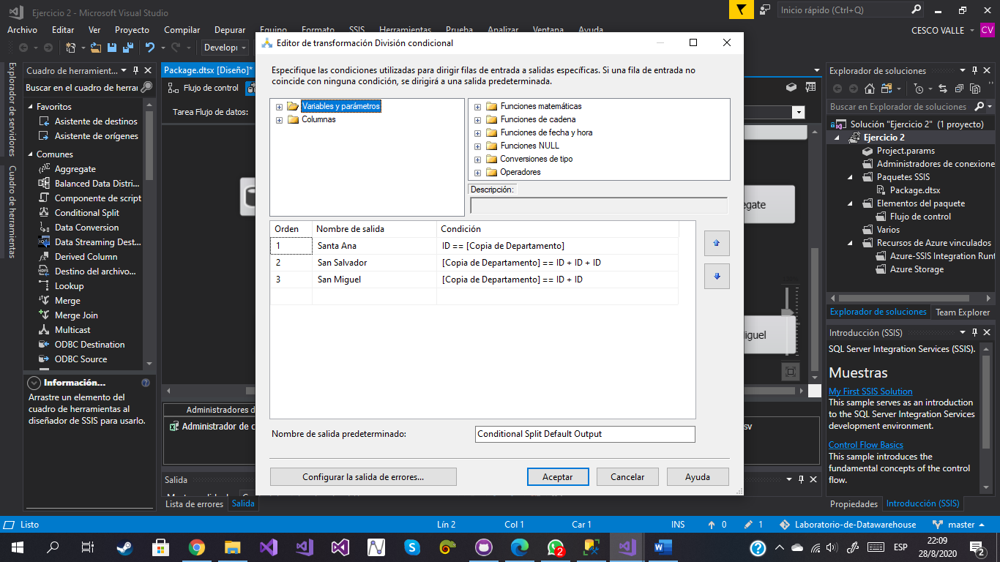 Ejercicio 2 - Microsoft Visual Studio
Inicio rápido (Ctrl+Q)
Archivo Editar Ver Proyecto Compilar Depurar Equipo Formato SSIS Herramientas Prueba Analizar Ventana Ayuda
CESCO VALLE CV
Developi
Explorador de servidores
Cuadro de herramientas
Cuadro de herramient...
Buscar en el cuadro de herrai
Favoritos
Asistente de destinos
Asistente de orígenes
Comunes
Aggregate
Balanced Data Distri...
Componente de script
Conditional Split
Data Conversion
Data Streaming Dest...
Derived Column
Destino del archivo...
Lookup
Merge
Merge Join
Multicast
ODBC Destination
ODBC Source
Información...
Arrastre un elemento del
cuadro de herramientas al
diseñador de SSIS para usarlo.
Package.dtsx [Diseño]*
Flujo de control
Tarea Flujo de datos:
Editor de transformación División condicional
Especifique las condiciones utilizadas para dirigir filas de entrada a salidas específicas. Si una fila de entrada no
coincide con ninguna condición, se dirigirá a una salida predeterminada.
Variables y parámetros
Columnas
Funciones matemáticas
Funciones de cadena
Funciones de fecha y hora
Funciones NULL
Conversiones de tipo
Operadores
Descripción:
Orden Nombre de salida Condición
1 Santa Ana ID == [Copia de Departamento]
2 San Salvador [Copia de Departamento] == ID + ID + ID
3 San Miguel [Copia de Departamento] == ID + ID
Nombre de salida predeterminado: Conditional Split Default Output
Configurar la salida de errores... Aceptar Cancelar Ayuda
egate
iguel
Administradores d
Administrador de c
sv
Salida
Lista de errores Salida
Explorador de soluciones
Buscar en Explorador de soluciones
Solución "Ejercicio 2" (1 proyecto)
Ejercicio 2
Project.params
Administradores de conexione
Paquetes SSIS
Package.dtsx
Elementos del paquete
Flujo de control
Varios
Recursos de Azure vinculados
Azure-SSIS Integration Runt
Azure Storage
Explorador de soluciones Team Explorer
Introducción (SSIS)
SQL Server Integration Services (SSIS).
Muestras
My First SSIS Solution
This sample serves as an introduction
to the SQL Server Integration Services
development environment.
Control Flow Basics
This sample introduces the
fundamental concepts of the control
flow.
Propiedades Introducción (SSIS)
Listo Lín 2 Col 1 Car 1 INS 0 1 Laboratorio-de-Datawarehouse master
2
ESP
22:09
28/8/2020
2